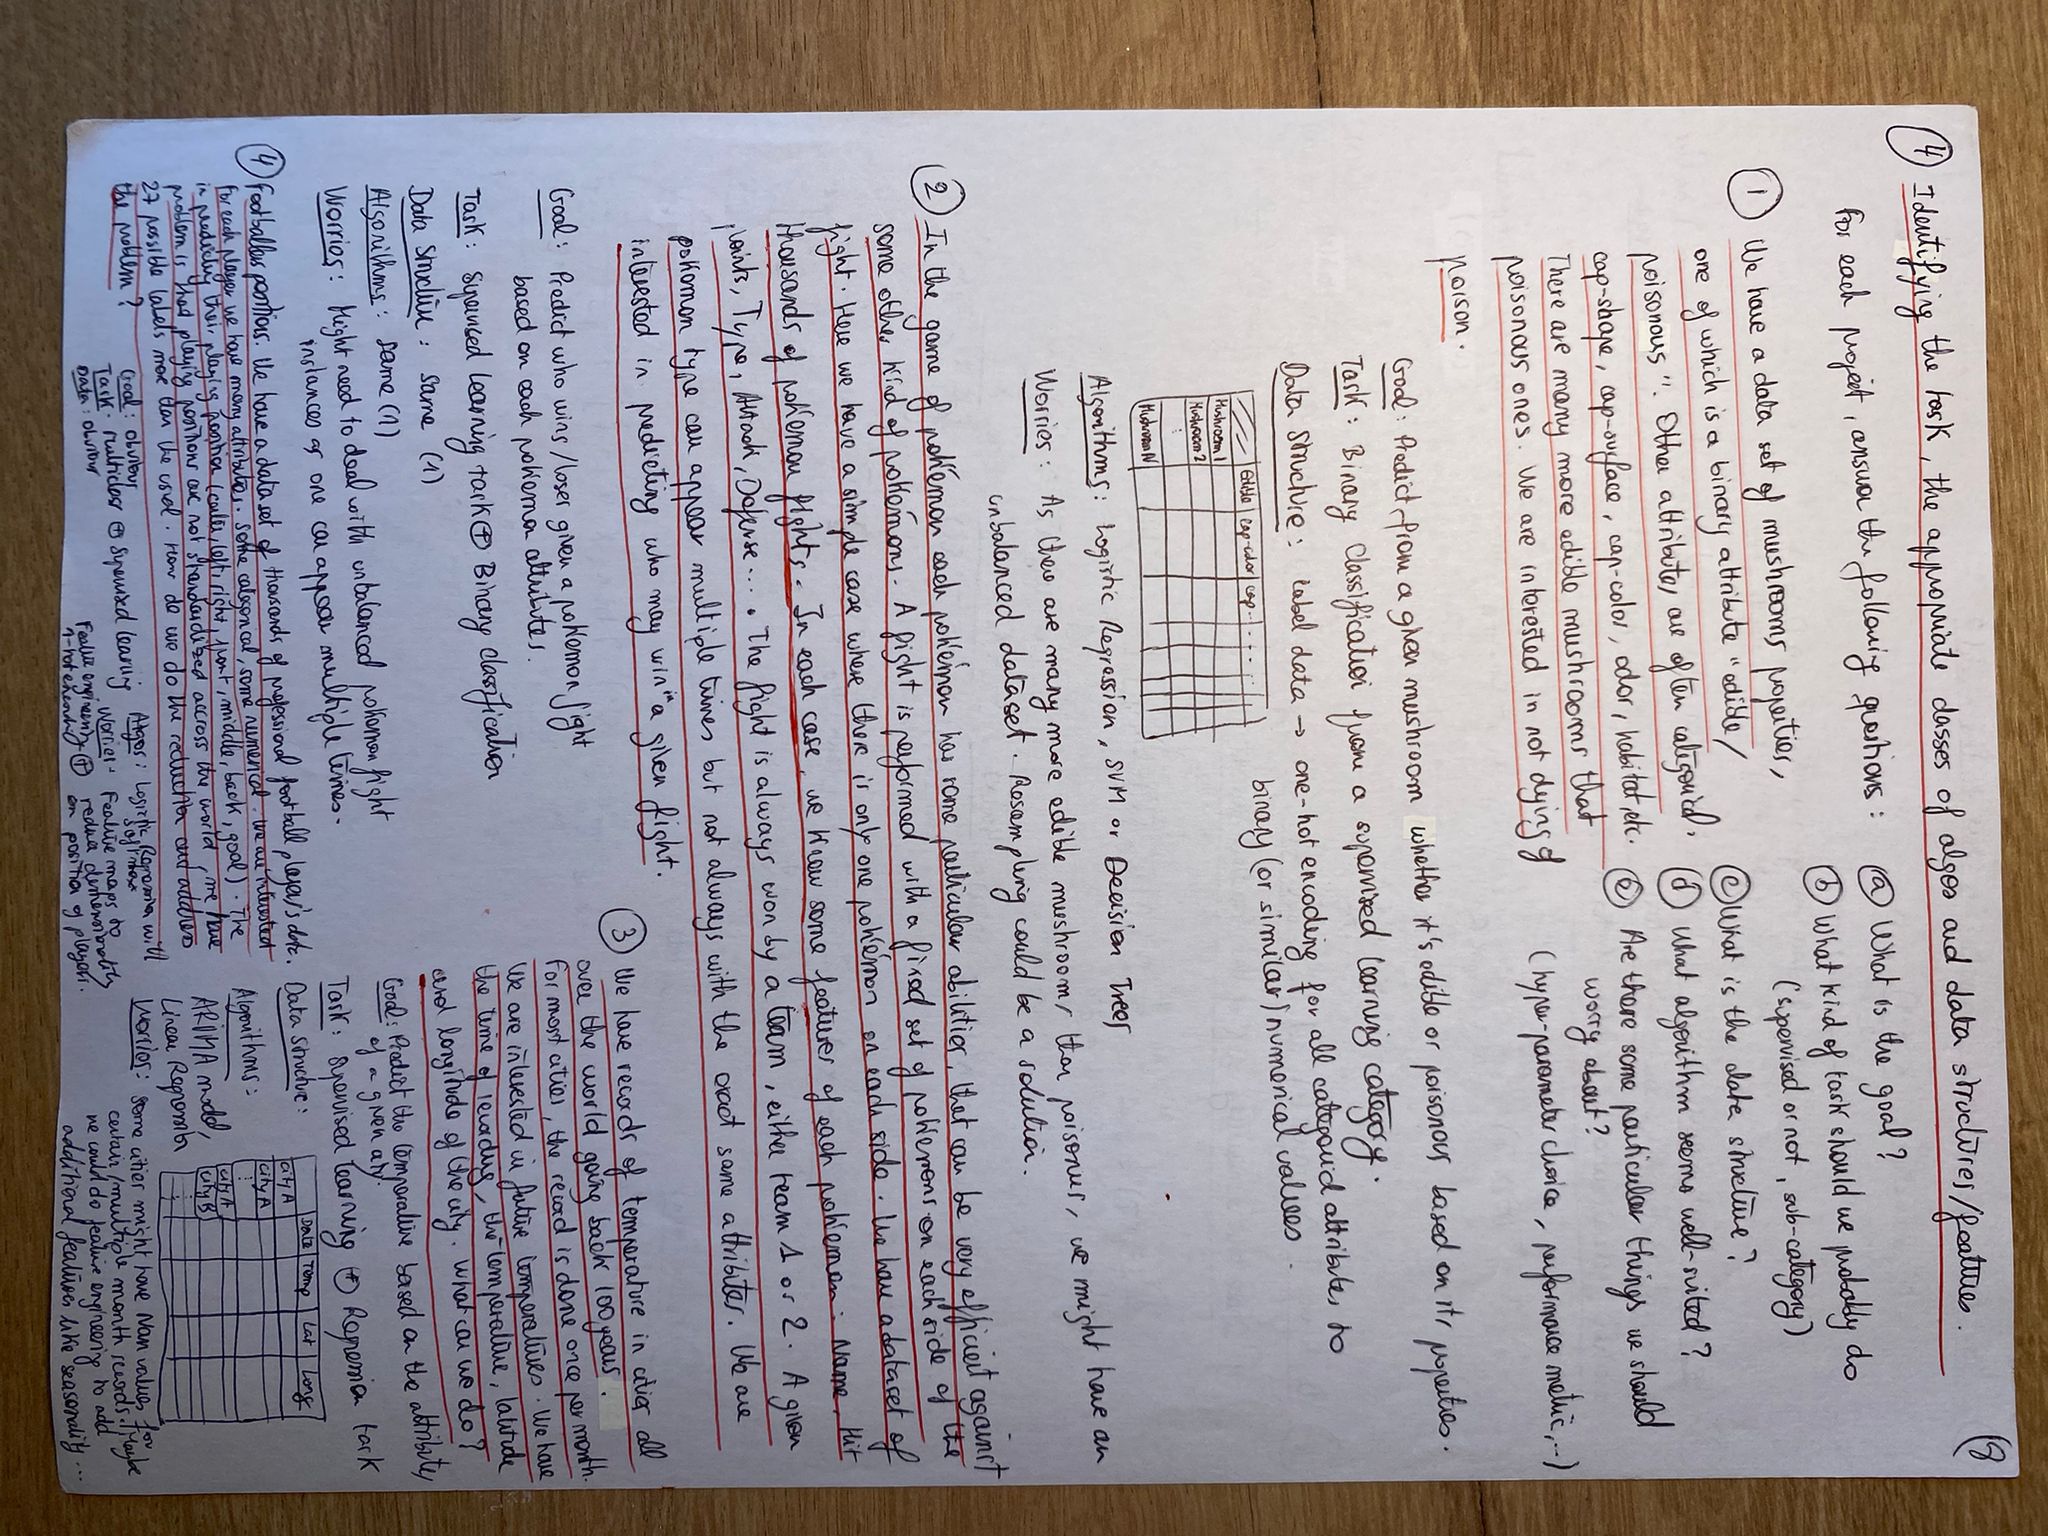 8
④ Identifying the task, the appropriate classes of algos and data structures/features.
For each project, answer the following questions :
ⓐ What is the goal?
ⓑ What kind of task should we probably do
(supervised or not, sub-category)
ⓒ What is the data structure?
ⓓ What algorithm seems well-suited?
ⓔ Are there some particular things we should
worry about?
(hyper-parameter choice, performance metric,...)
① We have a data set of mushrooms properties,
one of which is a binary attribute "edible/
poisonous". Other attributes are often categorical.
cap-shape, cap-surface, cap-color, odor, habitat, etc.
There are many more edible mushrooms that
poisonous ones. We are interested in not dying of
poison.
Goal: Predict from a given mushroom whether it's edible or poisonous based on its properties.
Task: Binary Classification from a supervised learning category.
Data Structure: Label data → one-hot encoding for all categorical attributes to
binary (or similar) numerical values.
Edible cap-color cap.. ....
Mushroom 1
Mushroom 2
⋮
Mushroom N
Algorithms: Logistic Regression, SVM or Decision Trees
Worries: As there are many more edible mushrooms than poisonus, we might have an
unbalanced dataset. Resampling could be a solution.
② In the game of pokémon each pokémon has some particular abilities, that can be very efficient against
some other kind of pokémons. A fight is performed with a fixed set of pokémons on each side of the
fight. Here we have a simple case where there is only one pokémon on each side. We have a dataset of
thousands of pokémon fights. In each case, we know some features of each pokémon: Name, Hit
points, Type, Attack, Defense.... The fight is always won by a team, either team 1 or 2. A given
pokémon type can appear multiple times but not always with the exact same attributes. We are
interested in predicting who may win in a given fight.
Goal: Predict who wins/loses given a pokémon fight
based on each pokémon attributes.
Task: Supervised Learning task ⊕ Binary Classification
Data Structure: same (1)
Algorithms: same (1)
Worries: Might need to deal with unbalanced pokémon fight
instances as one can appear multiple times.
③ We have records of temperature in cities all
over the world going back 100 years.
For most cities, the record is done once per month.
We are interested in future temperatures. We have
the time of recording, the temperature, latitude
and longitude of the city. What can we do?
Goal: Predict the temperature based on the attributes
of a given city.
Task: Supervised Learning ⊕ Regression task
Data Structure:
Date Temp Lat Long
city A
city A
⋮
city A
city B
⋮
Algorithms:
ARIMA model,
Linear Regression
Worries: Some cities might have NaN values for
certain/multiple month records. Maybe
we could do feature engineering to add
additional features like seasonality...
④ Footballers positions. We have a data set of thousands of professional football player's data.
For each player we have many attributes. Some categorical, some numerical. We are interested
in predicting their playing position (center, left, right, front, middle, back, goal). The
problem is that playing positions are not standardized accross the world, we have
27 possible labels more than the usual. How do we do the reduction and address
the problem?
Goal: obvious
Task: Multiclass ⊕ Supervised Learning
Data: obvious
Algos: Logistic Regression with
softmax
Worries: Feature maps to
reduce dimensionality
on position of players.
Feature engineering ⊕
1-hot encoding